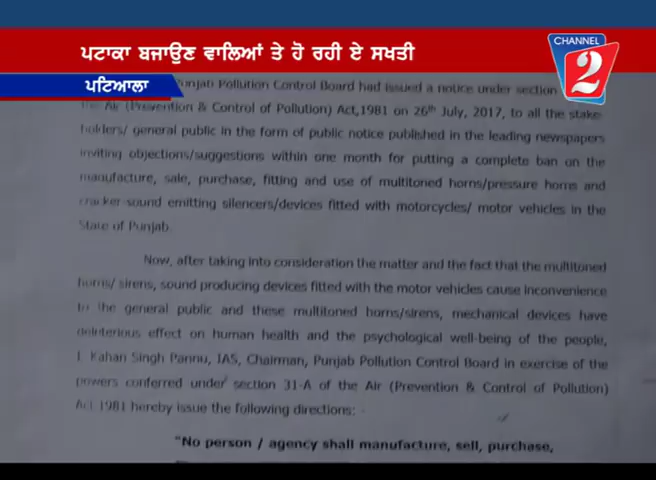 ਪਟਾਕਾ ਬਜਾਉਣ ਵਾਲਿਆਂ ਤੇ ਹੋ ਰਹੀ ਏ ਸਖਤੀ
CHANNEL
2
ਪਟਿਆਲਾ
Punjab Pollution Control Board had issued a notice under section
the Air (Prevention & Control of Pollution) Act,1981 on 26th July, 2017, to all the stake-
holders/ general public in the form of public notice published in the leading newspapers
inviting objections/suggestions within one month for putting a complete ban on the
manufacture, sale, purchase, fitting and use of multitoned horns/pressure horns and
cracker-sound emitting silencers/devices fitted with motorcycles/ motor vehicles in the
State of Punjab.
Now, after taking into consideration the matter and the fact that the multitoned
horns/ sirens, sound producing devices fitted with the motor vehicles cause inconvenience
to the general public and these multitoned horns/sirens, mechanical devices have
deleterious effect on human health and the psychological well-being of the people,
I, Kahan Singh Pannu, IAS, Chairman, Punjab Pollution Control Board in exercise of the
powers conferred under section 31-A of the Air (Prevention & Control of Pollution)
Act 1981 hereby issue the following directions:
"No person / agency shall manufacture, sell, purchase,